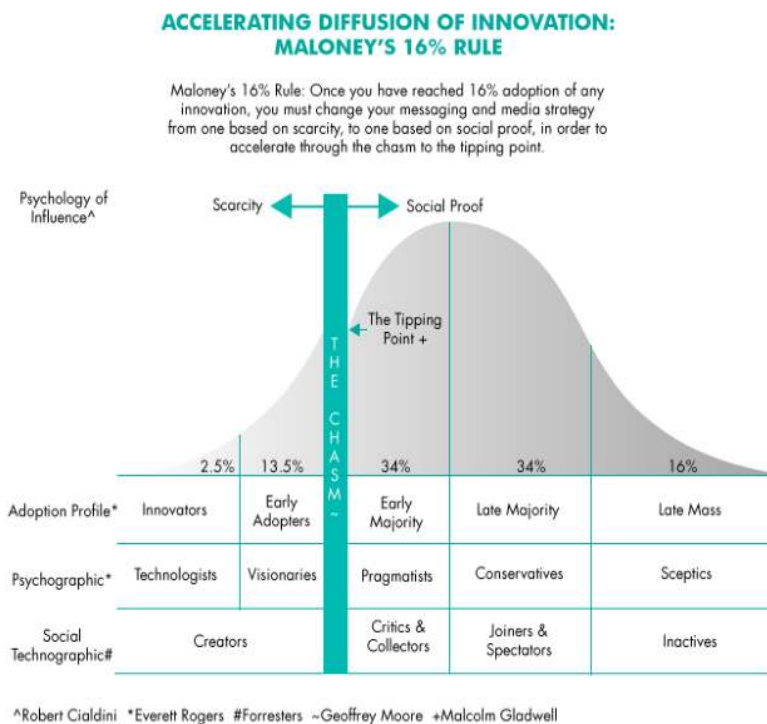 ACCELERATING DIFFUSION OF INNOVATION:
MALONEY'S 16% RULE
Maloney's 16% Rule: Once you have reached 16% adoption of any
innovation, you must change your messaging and media strategy
from one based on scarcity, to one based on social proof, in order to
accelerate through the chasm to the tipping point.
Psychology of
Influence^
Scarcity
Social Proof
The Tipping
Point +
THE CHASM~
2.5%
13.5%
34%
34%
16%
Adoption Profile*
Innovators
Early
Adopters
Early
Majority
Late Majority
Late Mass
Psychographic*
Technologists
Visionaries
Pragmatists
Conservatives
Sceptics
Social
Technographic#
Creators
Critics &
Collectors
Joiners &
Spectators
Inactives
^Robert Cialdini *Everett Rogers #Forresters ~Geoffrey Moore +Malcolm Gladwell